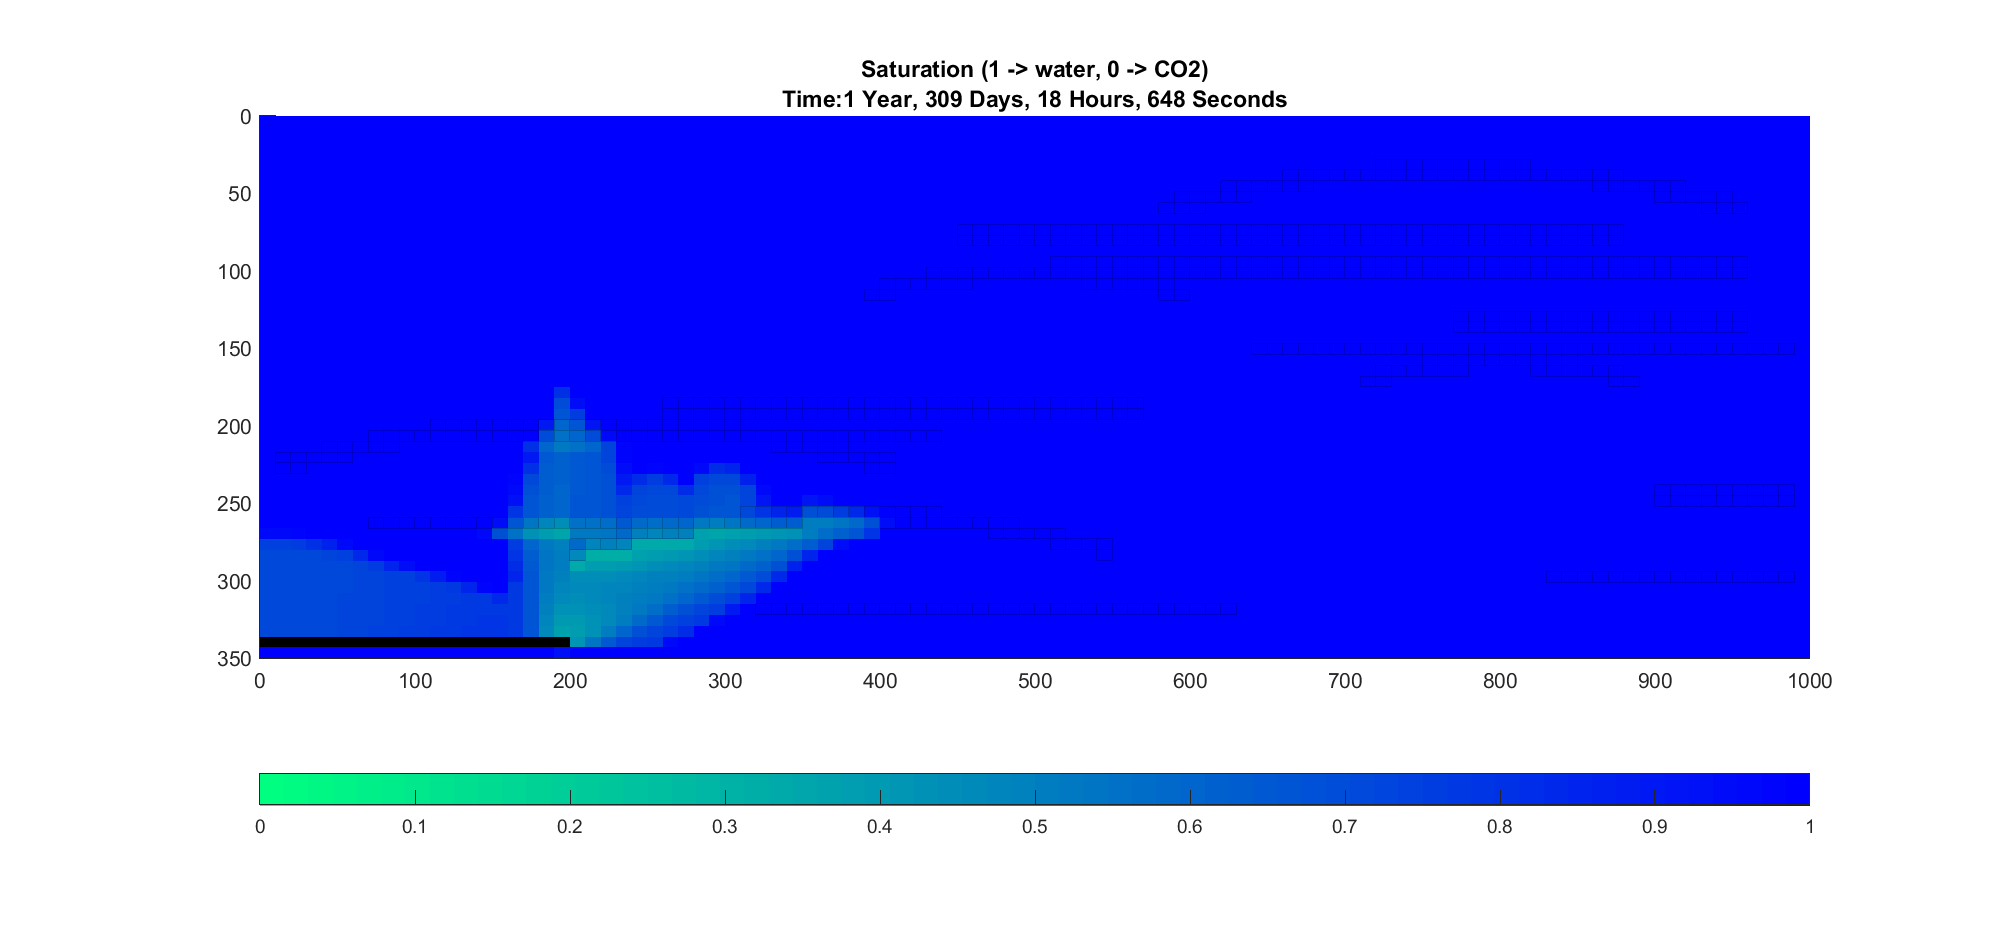 Saturation (1 -> water, 0 -> CO2)
Time:1 Year, 309 Days, 18 Hours, 648 Seconds
0
50
100
150
200
250
300
350
0 100 200 300 400 500 600 700 800 900 1000
0 0.1 0.2 0.3 0.4 0.5 0.6 0.7 0.8 0.9 1